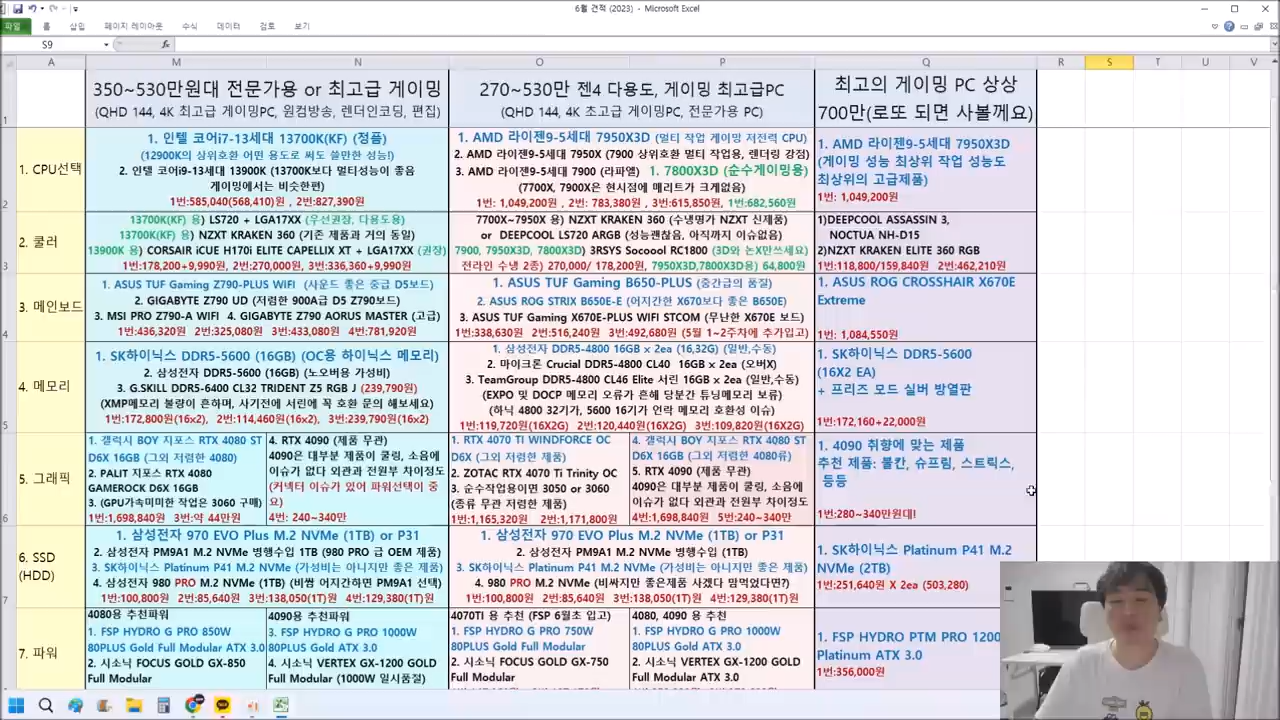 6월 견적 (2023) - Microsoft Excel
파일 홈 삽입 페이지 레이아웃 수식 데이터 검토 보기
S9 fx
A M N O P Q R S T U V
1
350~530만원대 전문가용 or 최고급 게이밍
(QHD 144, 4K 최고급 게이밍PC, 원컴방송, 렌더인코딩, 편집)
270~530만 젠4 다용도, 게이밍 최고급PC
(QHD 144, 4K 초고급 게이밍PC, 전문가용 PC)
최고의 게이밍 PC 상상
700만(로또 되면 사볼께요)
1. CPU선택
2
1. 인텔 코어i7-13세대 13700K(KF) (정품)
(12900K의 상위호환 어떤 용도로 써도 쓸만한 성능!)
2. 인텔 코어i9-13세대 13900K (13700K보다 멀티성능이 좋음
게이밍에서는 비슷한편)
1번:585,040(568,410)원 , 2번:827,390원
1. AMD 라이젠9-5세대 7950X3D (멀티 작업 게이밍 저전력 CPU)
2. AMD 라이젠9-5세대 7950X (7900 상위호환 멀티 작업용, 렌더링 강점)
3. AMD 라이젠9-5세대 7900 (라파엘) 1. 7800X3D (순수게이밍용)
(7700X, 7900X은 현시점에 메리트가 크게없음)
1번: 1,049,200원 , 2번: 783,380원 , 3번:615,850원, 1번:682,560원
1. AMD 라이젠9-5세대 7950X3D
(게이밍 성능 최상위 작업 성능도
최상위의 고급제품)
1번: 1,049,200원
2. 쿨러
3
13700K(KF) 용) LS720 + LGA17XX (우선권장, 다용도용)
13700K(KF) 용) NZXT KRAKEN 360 (기존 제품과 거의 동일)
13900K 용) CORSAIR iCUE H170i ELITE CAPELLIX XT + LGA17XX (권장)
1번:178,200+9,990원, 2번:270,000원, 3번:336,360+9,990원
7700X~7950X 용) NZXT KRAKEN 360 (수냉명가 NZXT 신제품)
or DEEPCOOL LS720 ARGB (성능괜찮음, 아직까지 이슈없음)
7900, 7950X3D, 7800X3D) 3RSYS Socoool RC1800 (3D와 논X만쓰세요)
전라인 수냉 2종) 270,000/ 178,200원, 7950X3D,7800X3D용) 64,800원
1)DEEPCOOL ASSASSIN 3,
NOCTUA NH-D15
2)NZXT KRAKEN ELITE 360 RGB
1번:118,800/159,840원 2번:462,210원
3. 메인보드
4
1. ASUS TUF Gaming Z790-PLUS WIFI (사운드 좋은 중급 D5보드)
2. GIGABYTE Z790 UD (저렴한 900A급 D5 Z790보드)
3. MSI PRO Z790-A WIFI 4. GIGABYTE Z790 AORUS MASTER (고급)
1번:436,320원 2번:325,080원 3번:433,080원 4번:781,920원
1. ASUS TUF Gaming B650-PLUS (중간급의 품질)
2. ASUS ROG STRIX B650E-E (어지간한 X670보다 좋은 B650E)
3. ASUS TUF Gaming X670E-PLUS WIFI STCOM (무난한 X670E 보드)
1번:338,630원 2번:516,240원 3번:492,680원 (5월 1~2주차에 추가입고)
1. ASUS ROG CROSSHAIR X670E
Extreme
1번: 1,084,550원
4. 메모리
5
1. SK하이닉스 DDR5-5600 (16GB) (OC용 하이닉스 메모리)
2. 삼성전자 DDR5-5600 (16GB) (노오버용 가성비)
3. G.SKILL DDR5-6400 CL32 TRIDENT Z5 RGB J (239,790원)
(XMP메모리 불량이 흔하며, 사기전에 서린에 꼭 호환 문의 해보세요)
1번:172,800원(16x2), 2번:114,460원(16x2), 3번:239,790원(16x2)
1. 삼성전자 DDR5-4800 16GB x 2ea (16,32G) (일반,수동)
2. 마이크론 Crucial DDR5-4800 CL40 16GB x 2ea (오버X)
3. TeamGroup DDR5-4800 CL46 Elite 서린 16GB x 2ea (일반,수동)
(EXPO 및 DOCP 메모리 오류가 흔해 당분간 튜닝메모리 보류)
(하닉 4800 32기가, 5600 16기가 언락 메모리 호환성 이슈)
1번:119,720원(16X2G) 2번:120,440원(16X2G) 3번:109,820원(16X2G)
1. SK하이닉스 DDR5-5600
(16X2 EA)
+ 프리즈 모드 실버 방열판
1번:172,160+22,000원
5. 그래픽
6
1. 갤럭시 BOY 지포스 RTX 4080 ST
D6X 16GB (그외 저렴한 4080)
2. PALIT 지포스 RTX 4080
GAMEROCK D6X 16GB
3. (GPU가속미미한 작업은 3060 구매)
1번:1,698,840원 3번:약 44만원
4. RTX 4090 (제품 무관)
4090은 대부분 제품이 쿨링, 소음에
이슈가 없다 외관과 전원부 차이정도
(커넥터 이슈가 있어 파워선택이 중
요)
4번: 240~340만
1. RTX 4070 TI WINDFORCE OC
D6X (그외 저렴한 제품)
2. ZOTAC RTX 4070 Ti Trinity OC
3. 순수작업용이면 3050 or 3060
(종류 무관 저렴한 제품)
1번:1,165,320원 2번:1,171,800원
4. 갤럭시 BOY 지포스 RTX 4080 ST
D6X 16GB (그외 저렴한 4080류)
5. RTX 4090 (제품 무관)
4090은 대부분 제품이 쿨링, 소음에
이슈가 없다 외관과 전원부 차이정도
4번:1,698,840원 5번:240~340만
1. 4090 취향에 맞는 제품
추천 제품: 불칸, 슈프림, 스트릭스,
등등
1번:280~340만원대!
6. SSD
(HDD)
7
1. 삼성전자 970 EVO Plus M.2 NVMe (1TB) or P31
2. 삼성전자 PM9A1 M.2 NVMe 병행수입 1TB (980 PRO 급 OEM 제품)
3. SK하이닉스 Platinum P41 M.2 NVMe (가성비는 아니지만 좋은 제품)
4. 삼성전자 980 PRO M.2 NVMe (1TB) (비쌈 어지간하면 PM9A1 선택)
1번:100,800원 2번:85,640원 3번:138,050(1T)원 4번:129,380(1T)원
1. 삼성전자 970 EVO Plus M.2 NVMe (1TB) or P31
2. 삼성전자 PM9A1 M.2 NVMe 병행수입 (1TB)
3. SK하이닉스 Platinum P41 M.2 NVMe (가성비는 아니지만 좋은 제품)
4. 980 PRO M.2 NVMe (비싸지만 좋은제품 사겠다 맘먹었다면?)
1번:100,800원 2번:85,640원 3번:138,050(1T)원 4번:129,380(1T)원
1. SK하이닉스 Platinum P41 M.2
NVMe (2TB)
1번:251,640원 X 2ea (503,280)
7. 파워
4080용 추천파워
1. FSP HYDRO G PRO 850W
80PLUS Gold Full Modular ATX 3.0
2. 시소닉 FOCUS GOLD GX-850
Full Modular
4090용 추천파워
3. FSP HYDRO G PRO 1000W
80PLUS Gold ATX 3.0
4. 시소닉 VERTEX GX-1200 GOLD
Full Modular (1000W 일시품절)
4070TI 용 추천 (FSP 6월초 입고)
1. FSP HYDRO G PRO 750W
80PLUS Gold Full Modular
2. 시소닉 FOCUS GOLD GX-750
Full Modular
4080, 4090 용 추천
1. FSP HYDRO G PRO 1000W
80PLUS Gold ATX 3.0
2. 시소닉 VERTEX GX-1200 GOLD
Full Modular ATX 3.0
1. FSP HYDRO PTM PRO 1200
Platinum ATX 3.0
1번:356,000원